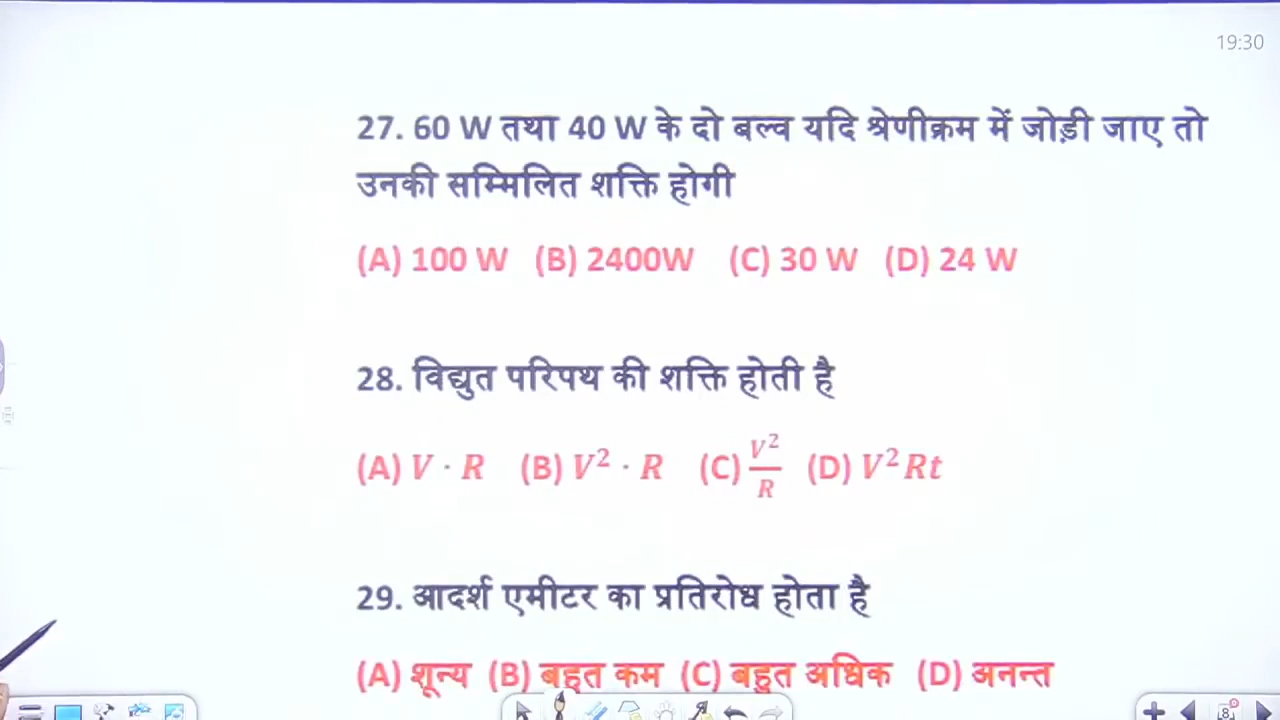 19:30
27. 60 W तथा 40 W के दो बल्व यदि श्रेणीक्रम में जोड़ी जाए तो
उनकी सम्मिलित शक्ति होगी
(A) 100 W (B) 2400W (C) 30 W (D) 24 W
28. विद्युत परिपथ की शक्ति होती है
(A) V · R (B) V² · R (C) V²/R (D) V²Rt
29. आदर्श एमीटर का प्रतिरोध होता है
(A) शून्य (B) बहुत कम (C) बहुत अधिक (D) अनन्त
8